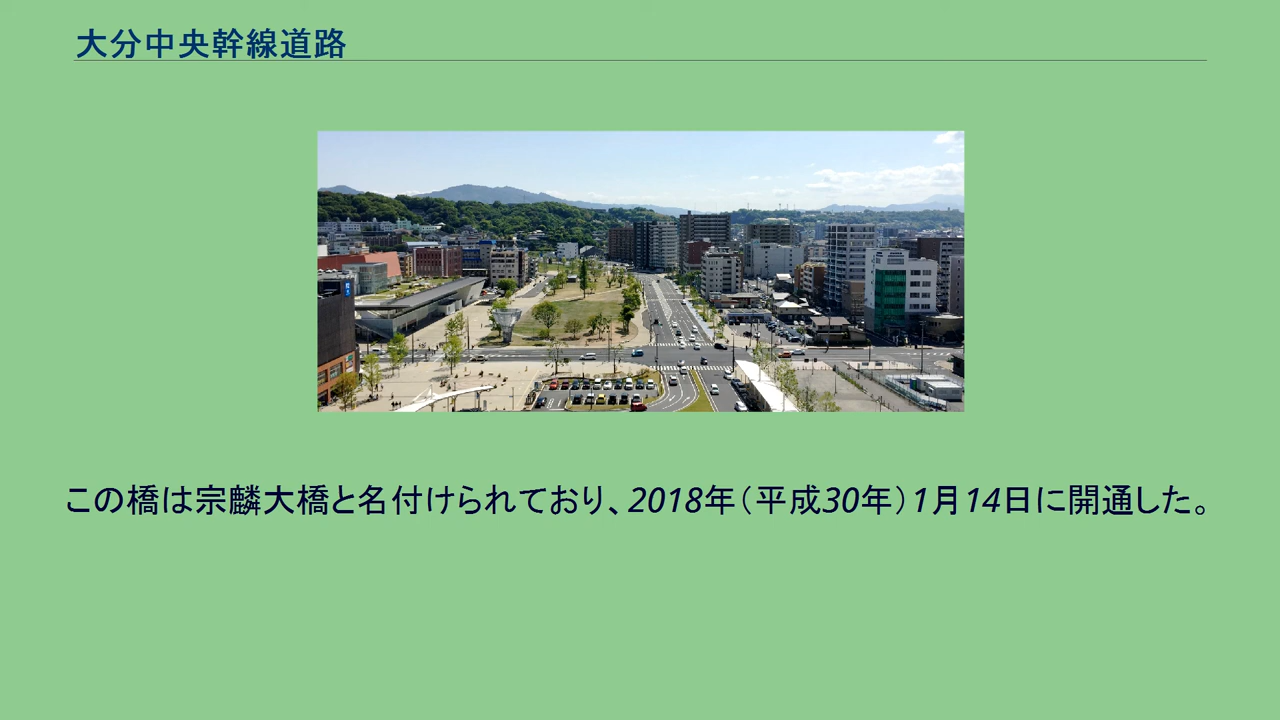 大分中央幹線道路
この橋は宗麟大橋と名付けられており、2018年（平成30年）1月14日に開通した。